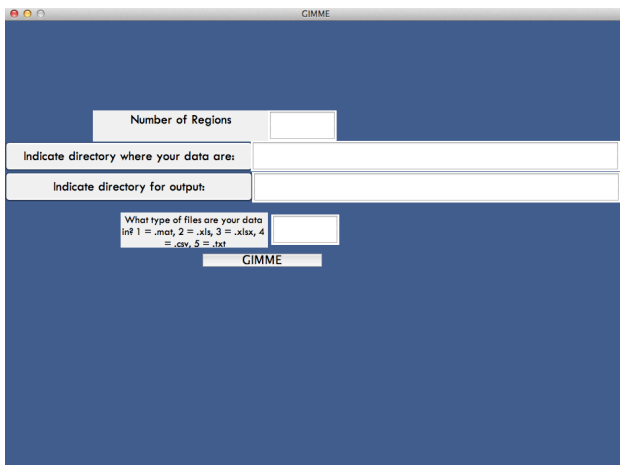 GIMME
Number of Regions
Indicate directory where your data are:
Indicate directory for output:
What type of files are your data
in? 1 = .mat, 2 = .xls, 3 = .xlsx, 4
= .csv, 5 = .txt
GIMME